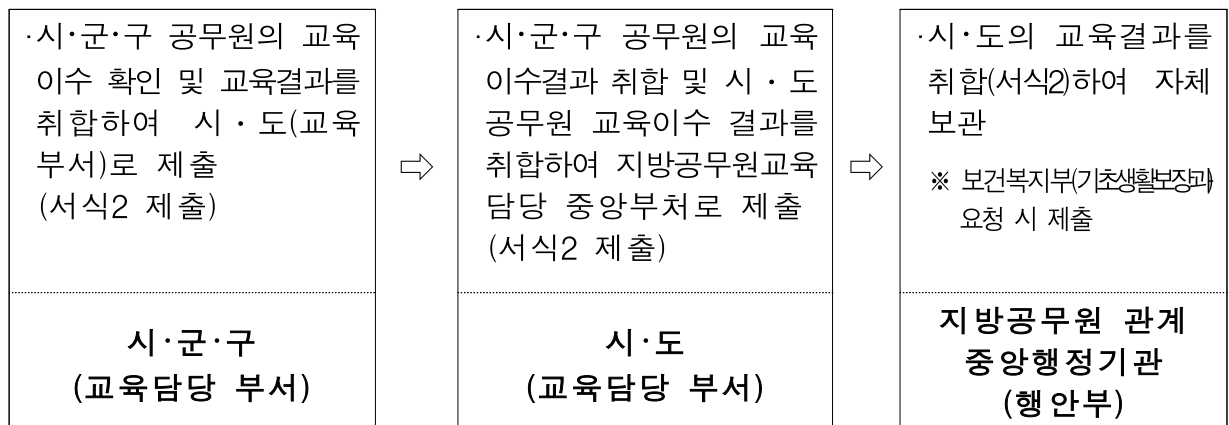 ·시·군·구 공무원의 교육
이수 확인 및 교육결과를
취합하여 시·도(교육
부서)로 제출
(서식2 제출)
시·군·구
(교육담당 부서)
⇨
·시·군·구 공무원의 교육
이수결과 취합 및 시·도
공무원 교육이수 결과를
취합하여 지방공무원교육
담당 중앙부처로 제출
(서식2 제출)
시·도
(교육담당 부서)
⇨
·시·도의 교육결과를
취합(서식2)하여 자체
보관
※ 보건복지부(기초생활보장과)
요청 시 제출
지방공무원 관계
중앙행정기관
(행안부)